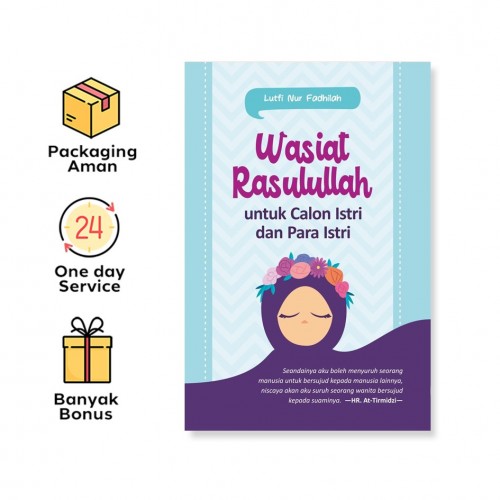 Packaging
Aman
24
One day
Service
Banyak
Bonus
Lutfi Nur Fadhilah
Wasiat
Rasulullah
untuk Calon Istri
dan Para Istri
Seandainya aku boleh menyuruh seorang
manusia untuk bersujud kepada manusia lainnya,
niscaya akan aku suruh seorang wanita bersujud
kepada suaminya. —HR. At-Tirmidzi—